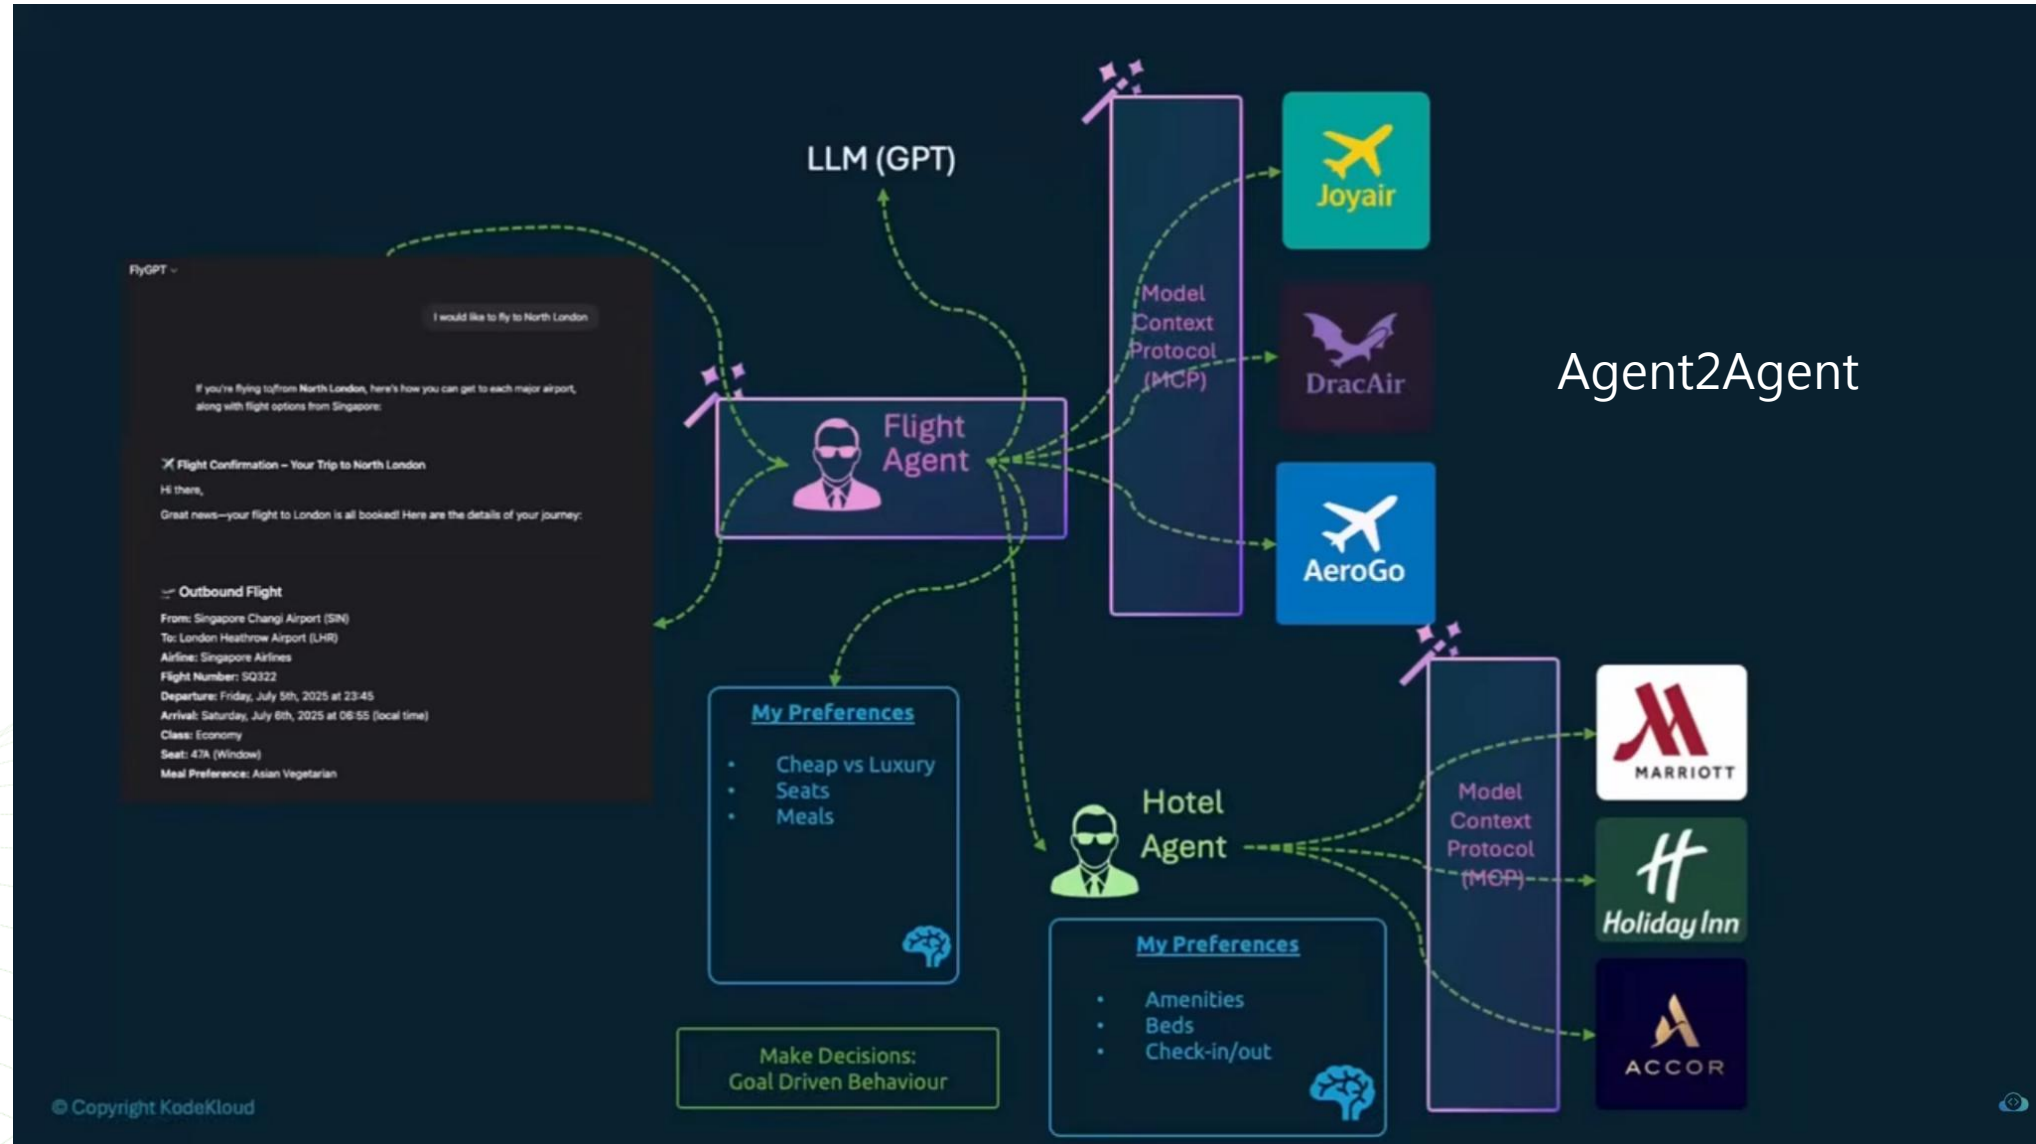 LLM (GPT)
Joyair
FlyGPT
I would like to fly to North London
If you're flying to/from North London, here's how you can get to each major airport,
along with flight options from Singapore:
Flight Confirmation – Your Trip to North London
Hi there,
Great news—your flight to London is all booked! Here are the details of your journey:
Outbound Flight
From: Singapore Changi Airport (SIN)
To: London Heathrow Airport (LHR)
Airline: Singapore Airlines
Flight Number: SQ322
Departure: Friday, July 5th, 2025 at 23:45
Arrival: Saturday, July 6th, 2025 at 06:55 (local time)
Class: Economy
Seat: 47A (Window)
Meal Preference: Asian Vegetarian
Flight
Agent
Model
Context
Protocol
(MCP)
DracAir
AeroGo
Agent2Agent
My Preferences
• Cheap vs Luxury
• Seats
• Meals
Hotel
Agent
Model
Context
Protocol
(MCP)
MARRIOTT
Holiday Inn
ACCOR
My Preferences
• Amenities
• Beds
• Check-in/out
Make Decisions:
Goal Driven Behaviour
© Copyright KodeKloud